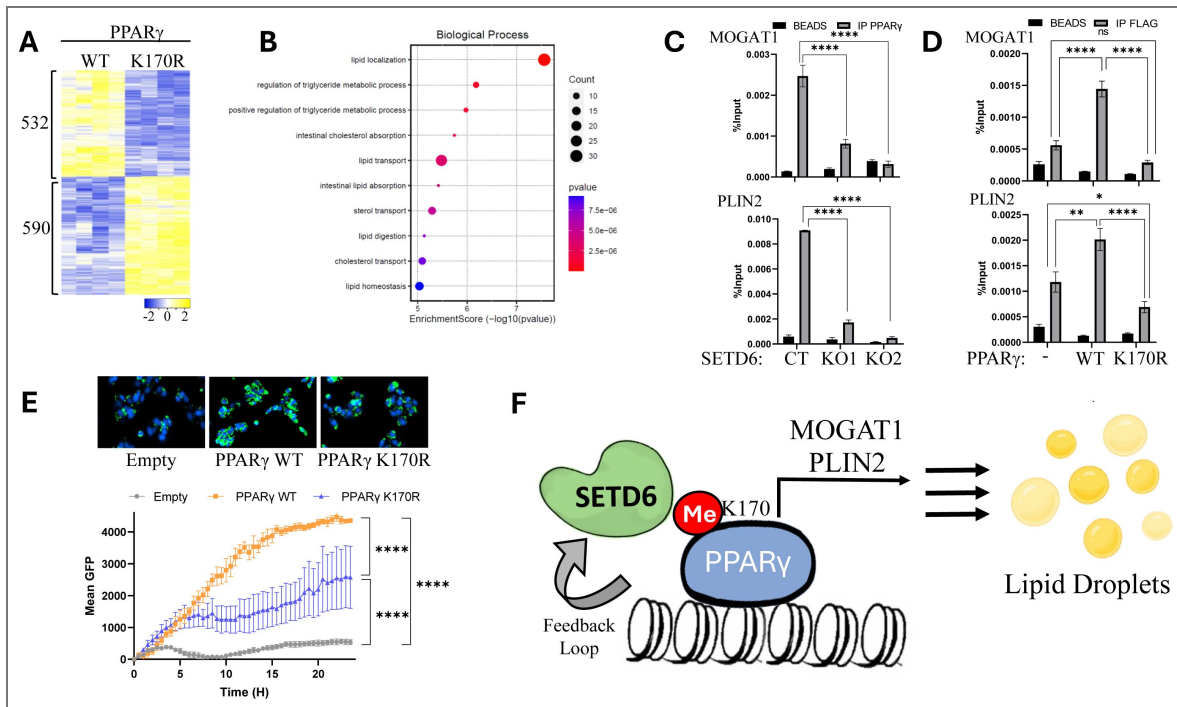 A
PPARγ
WT K170R
532
590
-2 0 2
B
Biological Process
lipid localization
regulation of triglyceride metabolic process
positive regulation of triglyceride metabolic process
intestinal cholesterol absorption
lipid transport
intestinal lipid absorption
sterol transport
lipid digestion
cholesterol transport
lipid homeostasis
5 6 7
EnrichmentScore (−log10(pvalue))
Count
10
15
20
25
30
pvalue
7.5e−06
5.0e−06
2.5e−06
C
BEADS IP PPARγ
MOGAT1
****
****
%Input
0.003
0.002
0.001
0.000
PLIN2
****
****
%Input
0.010
0.008
0.006
0.004
0.002
0.000
SETD6: CT KO1 KO2
D
BEADS IP FLAG
MOGAT1
ns
**** ****
%Input
0.0020
0.0015
0.0010
0.0005
0.0000
PLIN2
*
** ****
%Input
0.0025
0.0020
0.0015
0.0010
0.0005
0.0000
PPARγ: - WT K170R
E
Empty PPARγ WT PPARγ K170R
Empty PPARγ WT PPARγ K170R
Mean GFP
4000
3000
2000
1000
0
0 5 10 15 20
Time (H)
****
****
****
F
MOGAT1
PLIN2
SETD6
Me
K170
PPARγ
Feedback
Loop
Lipid Droplets